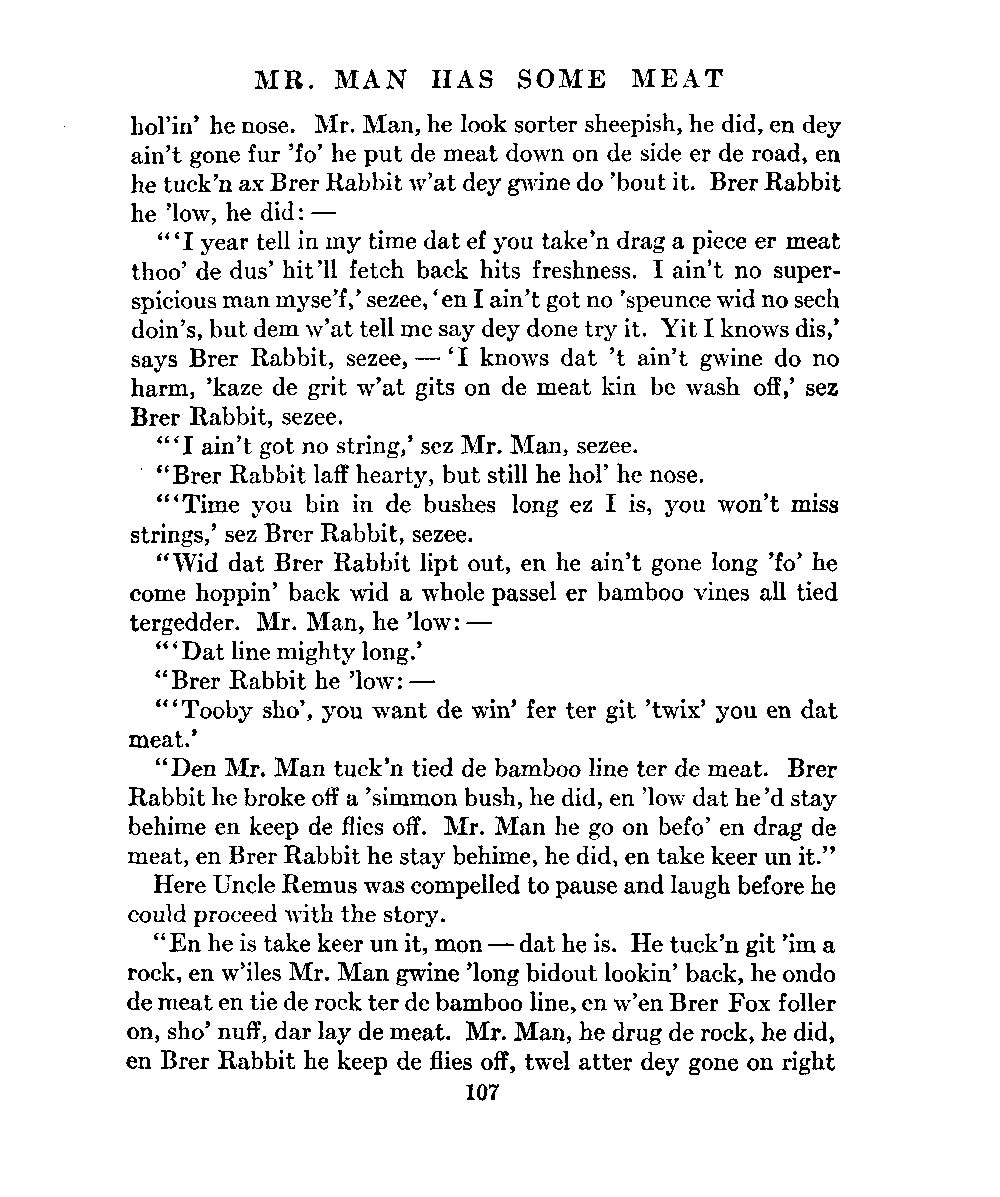 MR. MAN HAS SOME MEAT
hol'in' he nose. Mr. Man, he look sorter sheepish, he did, en dey
ain't gone fur 'fo' he put de meat down on de side er de road, en
he tuck'n ax Brer Rabbit w'at dey gwine do 'bout it. Brer Rabbit
he 'low, he did: —
"'I year tell in my time dat ef you take'n drag a piece er meat
thoo' de dus' hit'll fetch back hits freshness. I ain't no super-
spicious man myse'f,' sezee, 'en I ain't got no 'speunce wid no sech
doin's, but dem w'at tell me say dey done try it. Yit I knows dis,'
says Brer Rabbit, sezee, — 'I knows dat 't ain't gwine do no
harm, 'kaze de grit w'at gits on de meat kin be wash off,' sez
Brer Rabbit, sezee.
"'I ain't got no string,' sez Mr. Man, sezee.
"Brer Rabbit laff hearty, but still he hol' he nose.
"'Time you bin in de bushes long ez I is, you won't miss
strings,' sez Brer Rabbit, sezee.
"Wid dat Brer Rabbit lipt out, en he ain't gone long 'fo' he
come hoppin' back wid a whole passel er bamboo vines all tied
tergedder. Mr. Man, he 'low: —
"'Dat line mighty long.'
"Brer Rabbit he 'low: —
"'Tooby sho', you want de win' fer ter git 'twix' you en dat
meat.'
"Den Mr. Man tuck'n tied de bamboo line ter de meat. Brer
Rabbit he broke off a 'simmon bush, he did, en 'low dat he'd stay
behime en keep de flies off. Mr. Man he go on befo' en drag de
meat, en Brer Rabbit he stay behime, he did, en take keer un it."
Here Uncle Remus was compelled to pause and laugh before he
could proceed with the story.
"En he is take keer un it, mon — dat he is. He tuck'n git 'im a
rock, en w'iles Mr. Man gwine 'long bidout lookin' back, he ondo
de meat en tie de rock ter de bamboo line, en w'en Brer Fox foller
on, sho' nuff, dar lay de meat. Mr. Man, he drug de rock, he did,
en Brer Rabbit he keep de flies off, twel atter dey gone on right
107